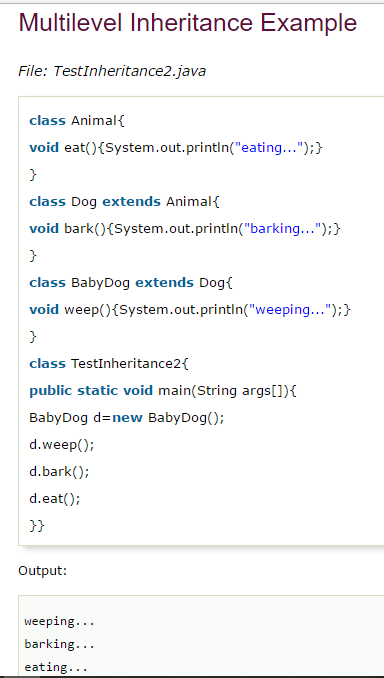 Multilevel Inheritance Example
File: TestInheritance2.java
class Animal{
void eat(){System.out.println("eating...");}
}
class Dog extends Animal{
void bark(){System.out.println("barking...");}
}
class BabyDog extends Dog{
void weep(){System.out.println("weeping...");}
}
class TestInheritance2{
public static void main(String args[]){
BabyDog d=new BabyDog();
d.weep();
d.bark();
d.eat();
}}
Output:
weeping...
barking...
eating...